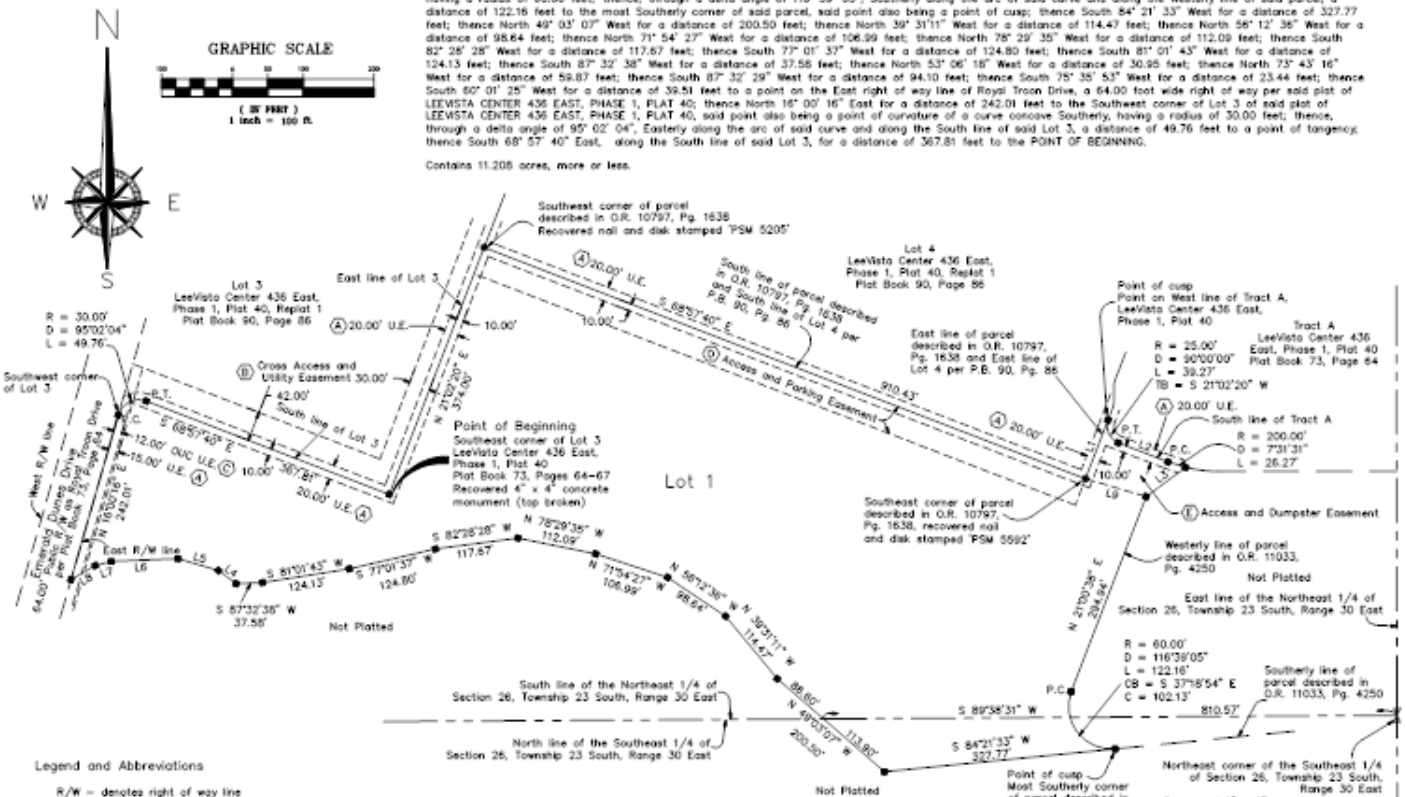 distance of 122.16 feet to the most Southerly corner of said parcel, said point also being a point of cusp; thence South 84° 21' 33" West for a distance of 327.77
feet; thence North 49° 03' 07" West for a distance of 200.50 feet; thence North 39° 31'11" West for a distance of 114.47 feet; thence North 56° 12' 36" West for a
distance of 98.64 feet; thence North 71° 54' 27" West for a distance of 106.99 feet; thence North 78° 29' 35" West for a distance of 112.09 feet; thence South
82° 28' 28" West for a distance of 117.67 feet; thence South 77° 01' 37" West for a distance of 124.80 feet; thence South 81° 01' 43" West for a distance of
124.13 feet; thence South 87° 32' 38" West for a distance of 37.58 feet; thence North 53° 06' 18" West for a distance of 30.95 feet; thence North 73° 43' 16"
West for a distance of 59.87 feet; thence South 87° 32' 29" West for a distance of 94.10 feet; thence South 75° 35' 53" West for a distance of 23.44 feet; thence
South 60° 01' 25" West for a distance of 39.51 feet to a point on the East right of way line of Royal Troon Drive, a 64.00 foot wide right of way per said plat of
LEEVISTA CENTER 436 EAST, PHASE 1, PLAT 40; thence North 16° 00' 16" East for a distance of 242.01 feet to the Southwest corner of Lot 3 of said plat of
LEEVISTA CENTER 436 EAST, PHASE 1, PLAT 40, said point also being a point of curvature of a curve concave Southerly, having a radius of 30.00 feet; thence,
through a delta angle of 95° 02' 04", Easterly along the arc of said curve and along the South line of said Lot 3, a distance of 49.76 feet to a point of tangency;
thence South 68° 57' 40" East, along the South line of said Lot 3, for a distance of 367.81 feet to the POINT OF BEGINNING.
Contains 11.208 acres, more or less.
N
W
E
S
GRAPHIC SCALE
100 0 50 100 200
( IN FEET )
1 inch = 100 ft.
Southwest corner of parcel
described in O.R. 10797, Pg. 1638
Recovered nail and disk stamped 'PSM 5205'
Lot 3
LeeVista Center 436 East,
Phase 1, Plat 40, Replat 1
Plat Book 90, Page 86
East line of Lot 3
A 20.00' U.E.
10.00'
N 21°02'20" E
374.00'
B Cross Access and
Utility Easement 30.00'
42.00'
South line of Lot 3
R = 30.00'
D = 95°02'04"
L = 49.76'
Southwest corner
of Lot 3
P.T.
P.C.
S 68°57'40" E
367.81'
10.00'
20.00' U.E. A
12.00' OUC U.E. C
15.00' U.E. A
N 16°00'16" E
242.01'
West R/W line
Emerald Dunes Drive
Public R/W as Royal Troon Drive
per Plat Book 73, Page 64
64.00'
East R/W line
Point of Beginning
Southeast corner of Lot 3
LeeVista Center 436 East,
Phase 1, Plat 40
Plat Book 73, Pages 64-67
Recovered 4" x 4" concrete
monument (top broken)
A 20.00' U.E.
10.00'
S 68°57'40" E
910.43'
South line of parcel described
in O.R. 10797, Pg. 1638
and South line of Lot 4 per
P.B. 90, Pg. 86
D Access and Parking Easement
Lot 4
LeeVista Center 436 East,
Phase 1, Plat 40, Replat 1
Plat Book 90, Page 86
East line of parcel
described in O.R. 10797,
Pg. 1638 and East line of
Lot 4 per P.B. 90, Pg. 86
A 20.00' U.E.
Point of cusp
Point on West line of Tract A,
LeeVista Center 436 East,
Phase 1, Plat 40
R = 25.00'
D = 90°00'00"
L = 39.27'
TB = S 21°02'20" W
Tract A
LeeVista Center 436
East, Phase 1, Plat 40
Plat Book 73, Page 64
A 20.00' U.E.
South line of Tract A
R = 200.00'
D = 7°31'31"
L = 26.27'
P.T.
L2
P.C.
L1
10.00'
L9
Lot 1
Southeast corner of parcel
described in O.R. 10797,
Pg. 1638, recovered nail
and disk stamped 'PSM 5592'
E Access and Dumpster Easement
Westerly line of parcel
described in O.R. 11033,
Pg. 4250
Not Platted
East line of the Northeast 1/4 of
Section 26, Township 23 South, Range 30 East
N 21°00'38" E
294.94'
R = 60.00'
D = 116°39'05"
L = 122.16'
CB = S 37°18'54" E
C = 102.13'
Southerly line of
parcel described in
O.R. 11033, Pg. 4250
P.C.
L8
L7
L6
L5
L4
S 87°32'38" W
37.58'
S 81°01'43" W
124.13'
S 77°01'37" W
124.80'
S 82°28'28" W
117.67'
N 78°29'35" W
112.09'
N 71°54'27" W
106.99'
N 56°12'36" W
98.64'
N 39°31'11" W
114.47'
86.60'
N 49°03'07" W
200.50'
113.90'
Not Platted
South line of the Northeast 1/4 of
Section 26, Township 23 South, Range 30 East
North line of the Southeast 1/4 of
Section 26, Township 23 South, Range 30 East
S 89°38'31" W
810.57'
S 84°21'33" W
327.77'
Not Platted
Point of cusp
Most Southerly corner
of parcel described in
Northeast corner of the Southeast 1/4
of Section 26, Township 23 South,
Range 30 East
Legend and Abbreviations
R/W - denotes right of way line